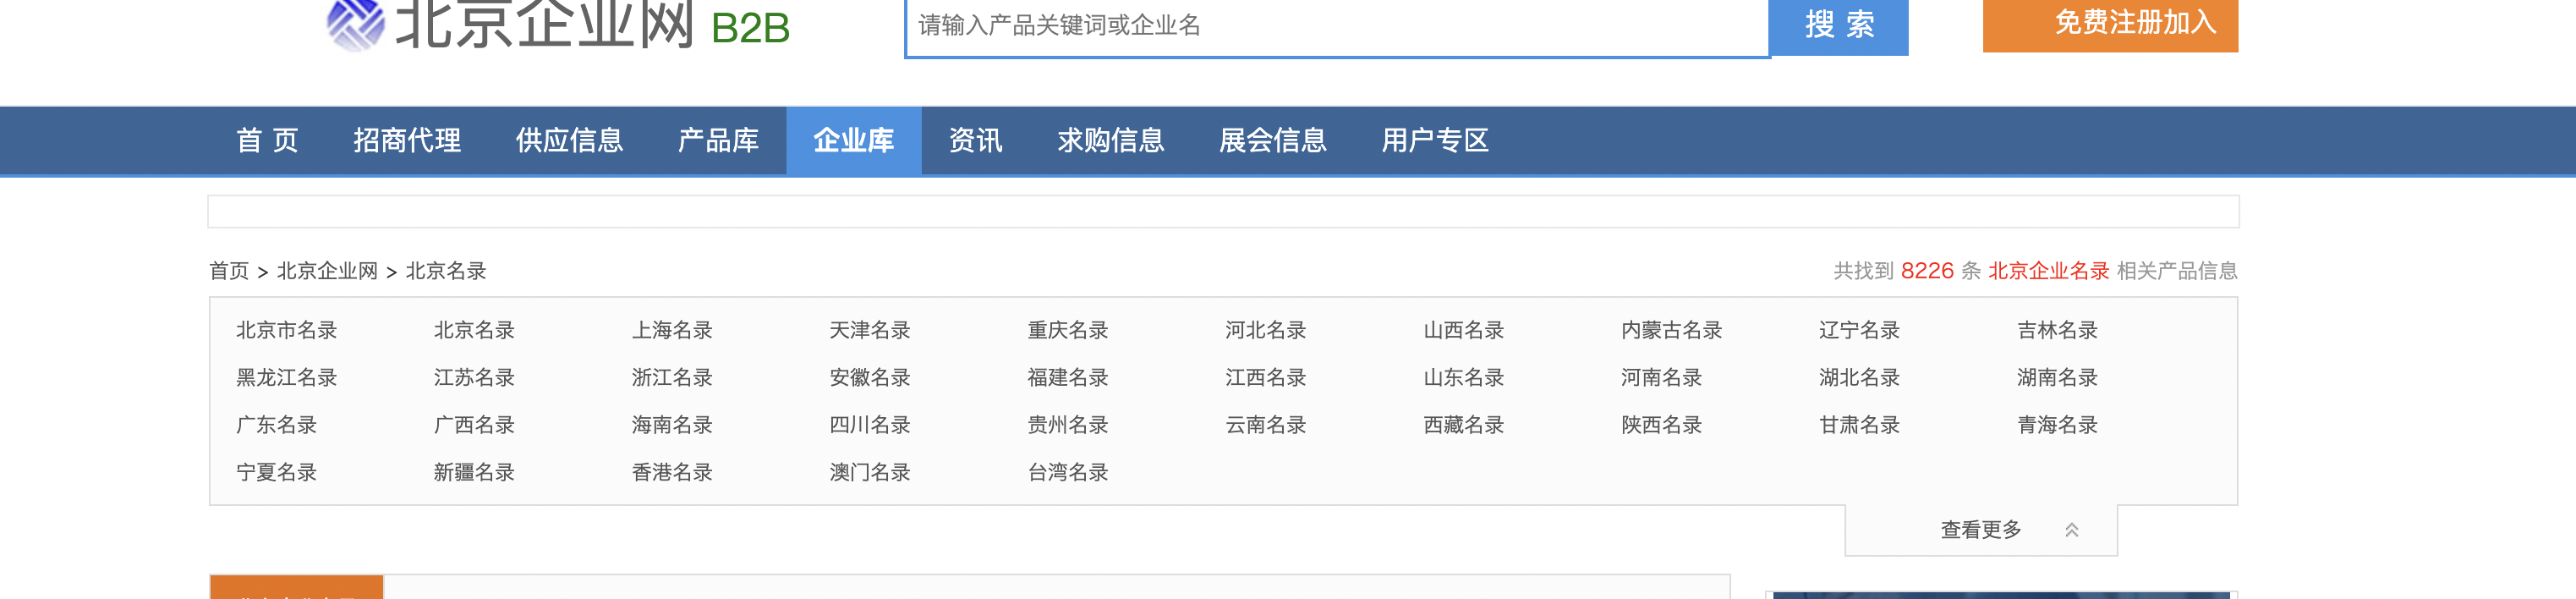 北京企业网 B2B
请输入产品关键词或企业名
搜 索
免费注册加入
首 页 招商代理 供应信息 产品库 企业库 资讯 求购信息 展会信息 用户专区
首页 > 北京企业网 > 北京名录
共找到 8226 条 北京企业名录 相关产品信息
北京市名录 北京名录 上海名录 天津名录 重庆名录 河北名录 山西名录 内蒙古名录 辽宁名录 吉林名录
黑龙江名录 江苏名录 浙江名录 安徽名录 福建名录 江西名录 山东名录 河南名录 湖北名录 湖南名录
广东名录 广西名录 海南名录 四川名录 贵州名录 云南名录 西藏名录 陕西名录 甘肃名录 青海名录
宁夏名录 新疆名录 香港名录 澳门名录 台湾名录
查看更多